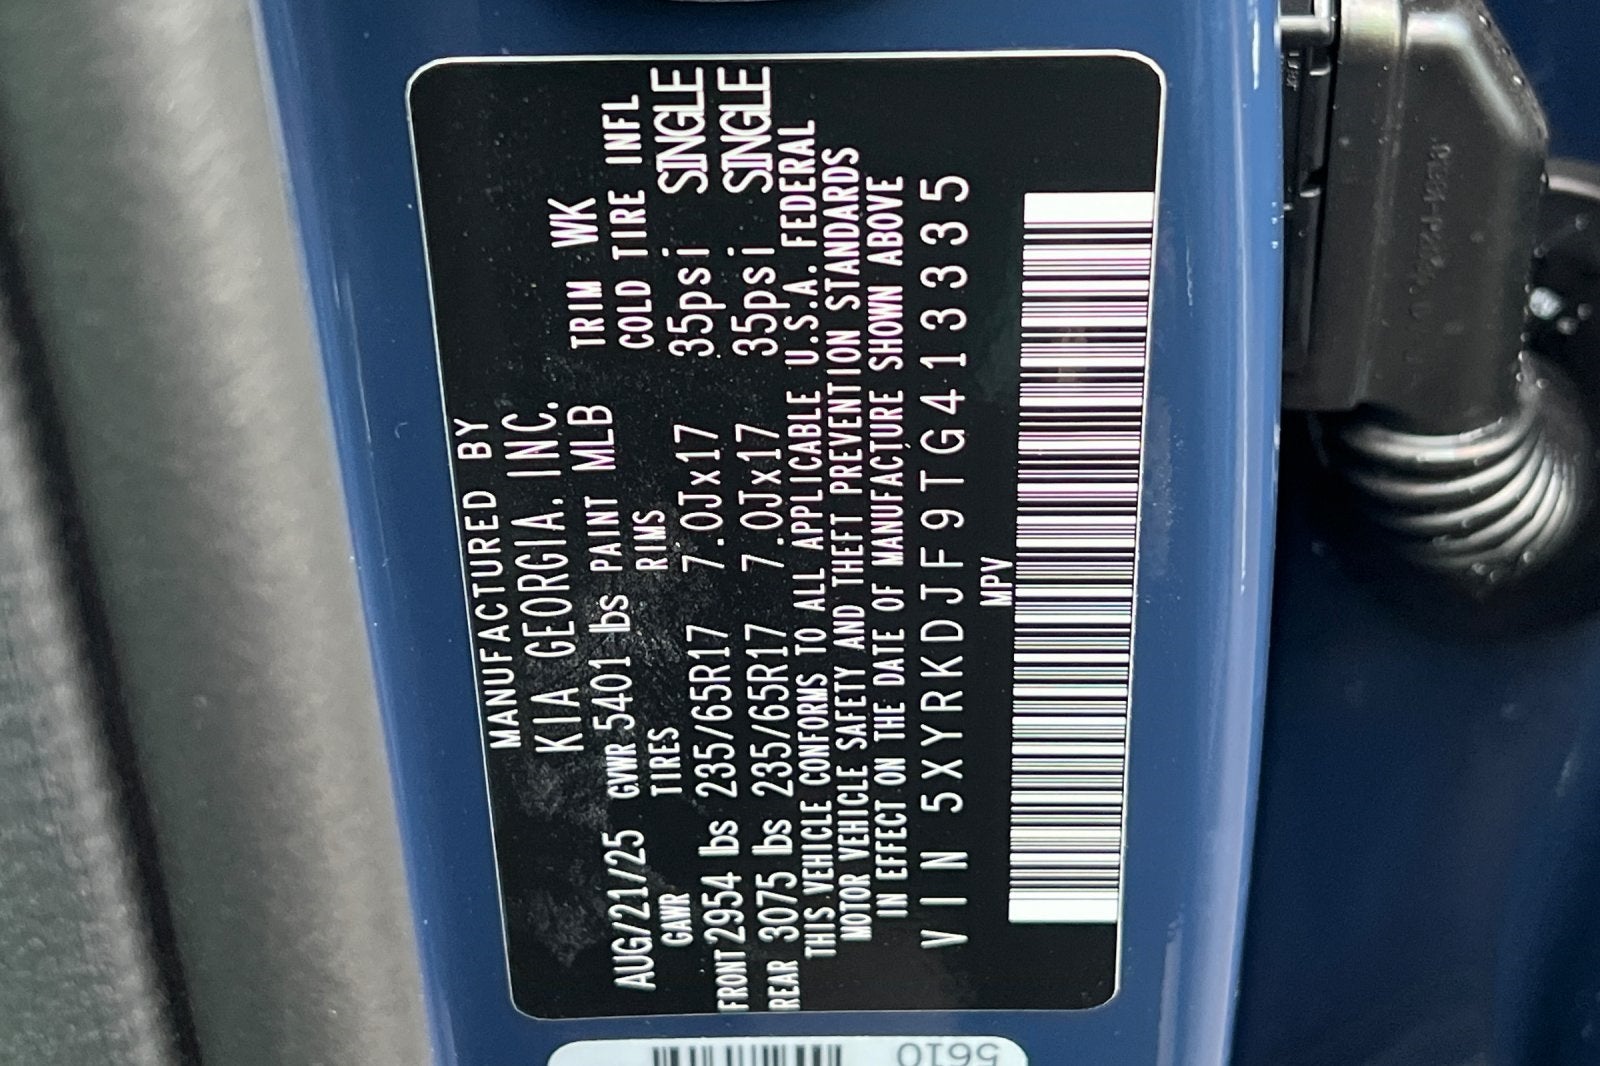 MANUFACTURED BY
KIA GEORGIA, INC.
AUG/21/25 GVWR 5401 lbs PAINT MLB TRIM WK
GAWR TIRES RIMS COLD TIRE INFL
FRONT 2954 lbs 235/65R17 7.0Jx17 35psi SINGLE
REAR 3075 lbs 235/65R17 7.0Jx17 35psi SINGLE
THIS VEHICLE CONFORMS TO ALL APPLICABLE U.S.A. FEDERAL
MOTOR VEHICLE SAFETY AND THEFT PREVENTION STANDARDS
IN EFFECT ON THE DATE OF MANUFACTURE SHOWN ABOVE
VIN 5XYRKDJF9TG413335
MPV
5610